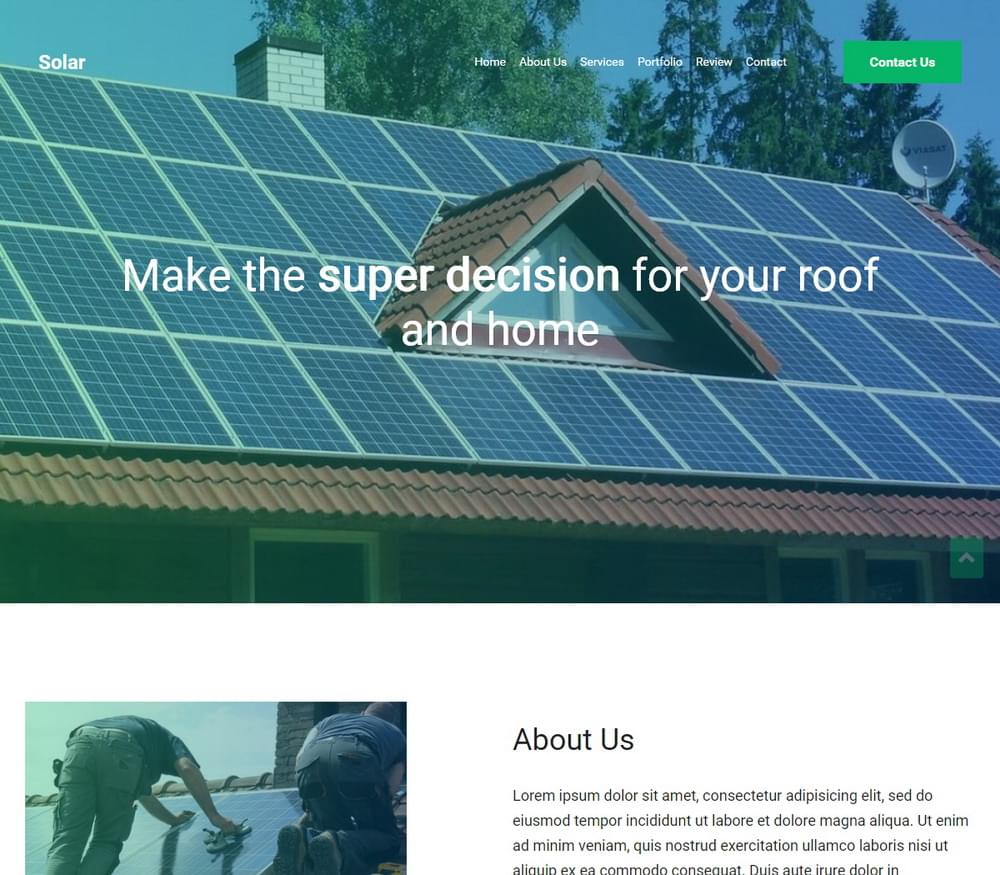 Solar
Home About Us Services Portfolio Review Contact
Contact Us
VIASAT
Make the super decision for your roof
and home
About Us
Lorem ipsum dolor sit amet, consectetur adipisicing elit, sed do
eiusmod tempor incididunt ut labore et dolore magna aliqua. Ut enim
ad minim veniam, quis nostrud exercitation ullamco laboris nisi ut
aliquip ex ea commodo consequat. Duis aute irure dolor in